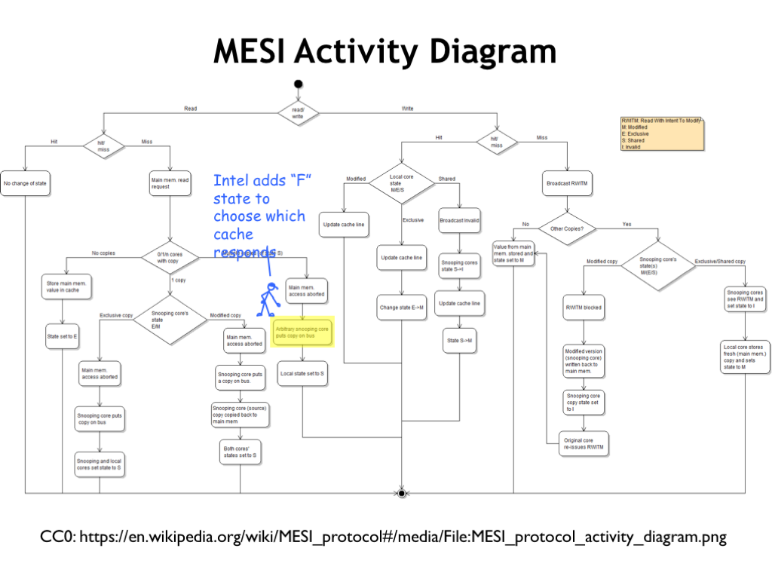 MESI Activity Diagram
read/
write
Read
Write
RWITM: Read With Intent To Modify
M: Modified
E: Exclusive
S: Shared
I: Invalid
Hit
hit/
miss
Miss
Hit
hit/
miss
Miss
No change of state
Main mem. read
request
Intel adds "F"
state to
choose which
cache
responds
Modified
Local core
state
M/E/S
Shared
Broadcast RWITM
Exclusive
Update cache line
Broadcast Invalid
No
Other Copies?
Yes
No copies
0/1/n cores
with copy
Update cache line
Snooping cores
state S->I
Value from main
mem. stored and
state set to M
Modified copy
Snooping core's
state(s)
M/(E/S)
Exclusive/Shared copy
Store main mem.
value in cache
1 copy
Main mem.
access aborted
Change state E->M
Update cache line
RWITM blocked
Snooping cores
see RWITM and
set state to I
Exclusive copy
Snooping core's
state
E/M
Modified copy
State set to E
Main mem.
access aborted
puts copy on bus
State S->M
Main mem.
access aborted
Snooping core puts
a copy on bus.
Local state set to S
Modified version
(snooping core)
written back to
main mem.
Local core stores
fresh (main mem.)
copy and sets
state to M
Snooping core puts
copy on bus
Snooping core (source)
copy copied back to
main mem.
Snooping core
copy state set
to I
Snooping and local
cores set state to S
Both cores'
states set to S
Original core
re-issues RWITM
CC0: https://en.wikipedia.org/wiki/MESI_protocol#/media/File:MESI_protocol_activity_diagram.png